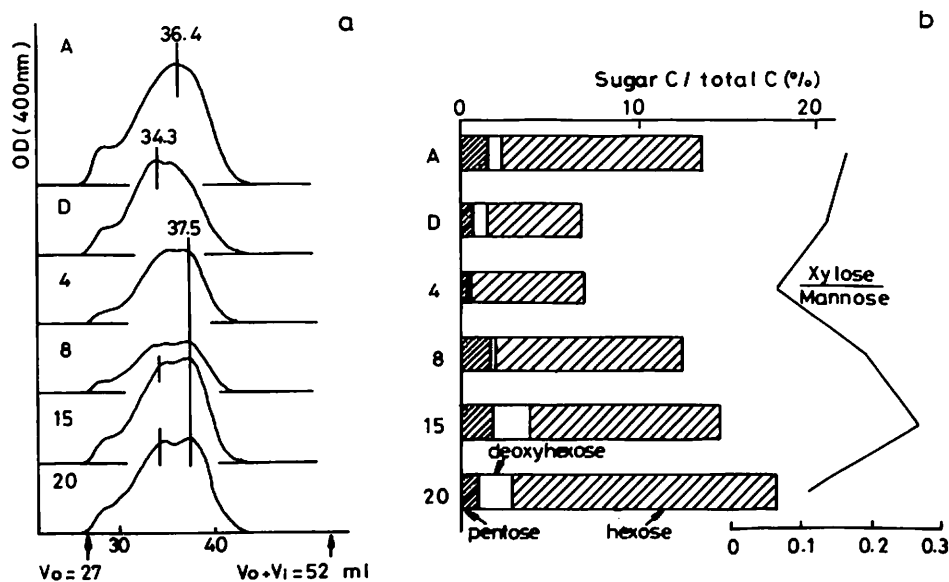 a
OD (400nm)
A
36.4
D
34.3
4
37.5
8
15
20
30 40
Vo = 27
Vo+Vi = 52 ml
b
Sugar C / total C (%)
0 10 20
A
D
4
8
15
20
Xylose
Mannose
deoxyhexose
pentose
hexose
0 0.1 0.2 0.3